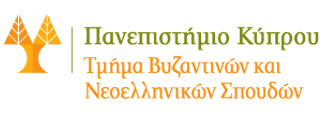 Πανεπιστήμιο Κύπρου
Τμήμα Βυζαντινών και
Νεοελληνικών Σπουδών